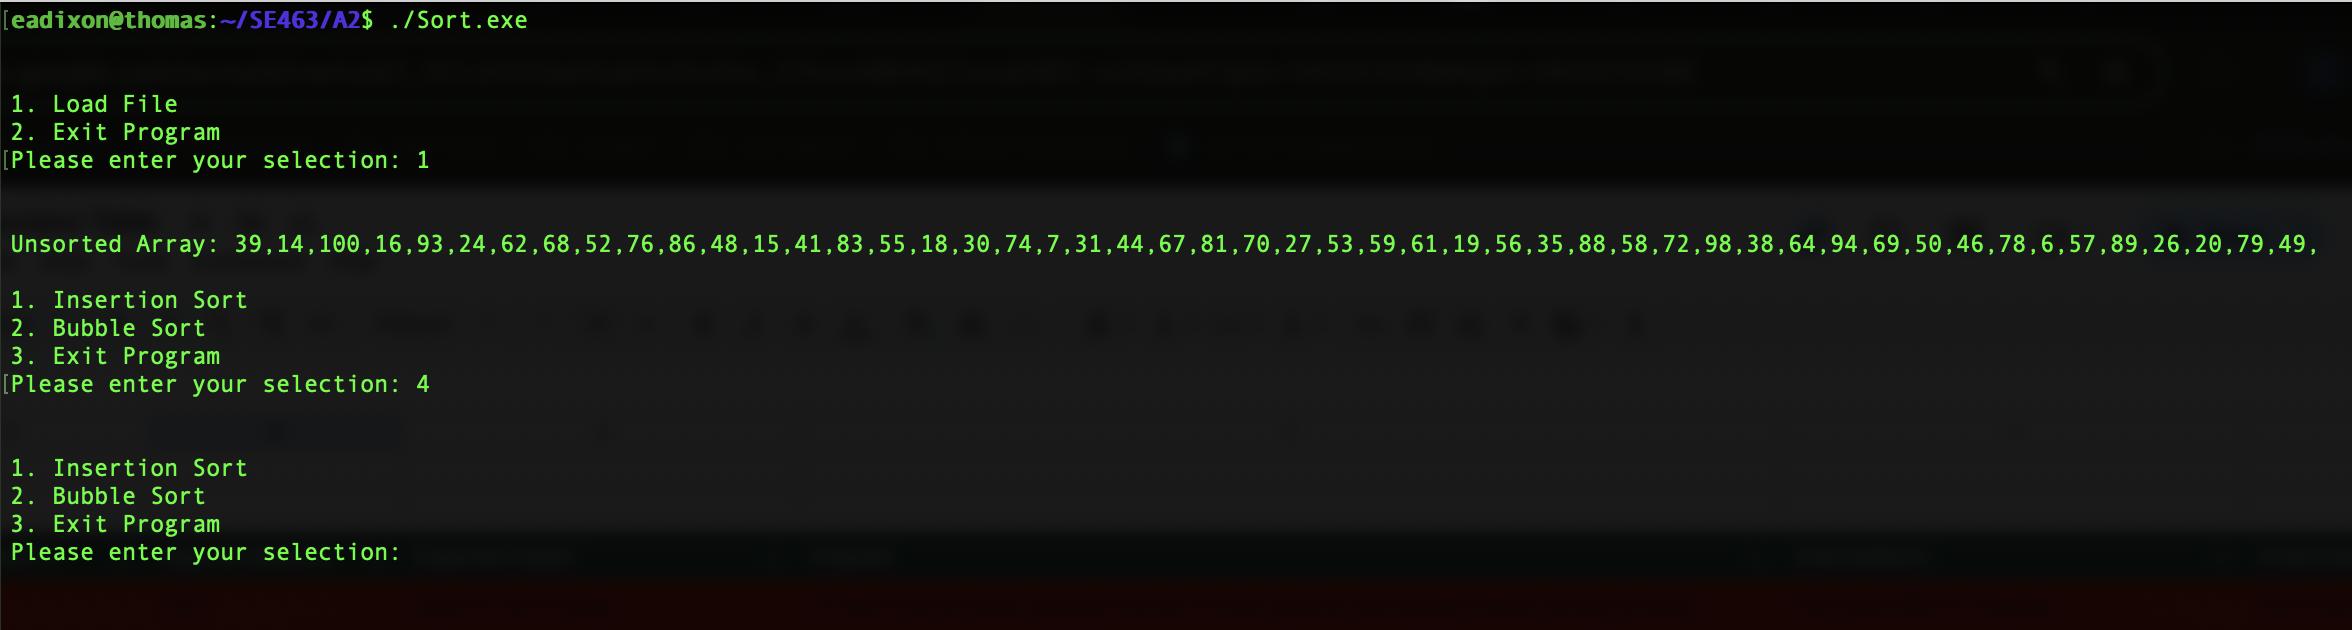 [eadixon@thomas:~/SE463/A2$ ./Sort.exe
1. Load File
2. Exit Program
[Please enter your selection: 1
Unsorted Array: 39,14,100,16,93,24,62,68,52,76,86,48,15,41,83,55,18,30,74,7,31,44,67,81,70,27,53,59,61,19,56,35,88,58,72,98,38,64,94,69,50,46,78,6,57,89,26,20,79,49,
1. Insertion Sort
2. Bubble Sort
3. Exit Program
[Please enter your selection: 4
1. Insertion Sort
2. Bubble Sort
3. Exit Program
Please enter your selection: